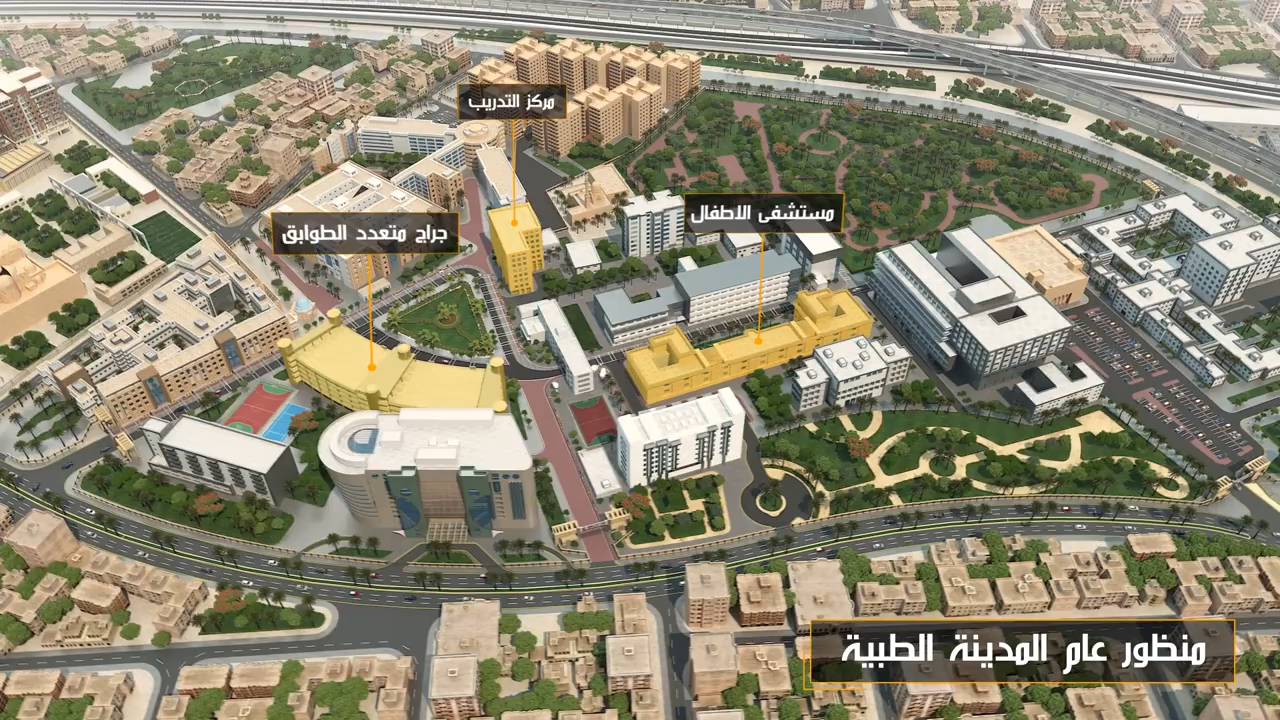 مركز التدريب
مستشفى الاطفال
جراج متعدد الطوابق
منظور عام المدينة الطبية